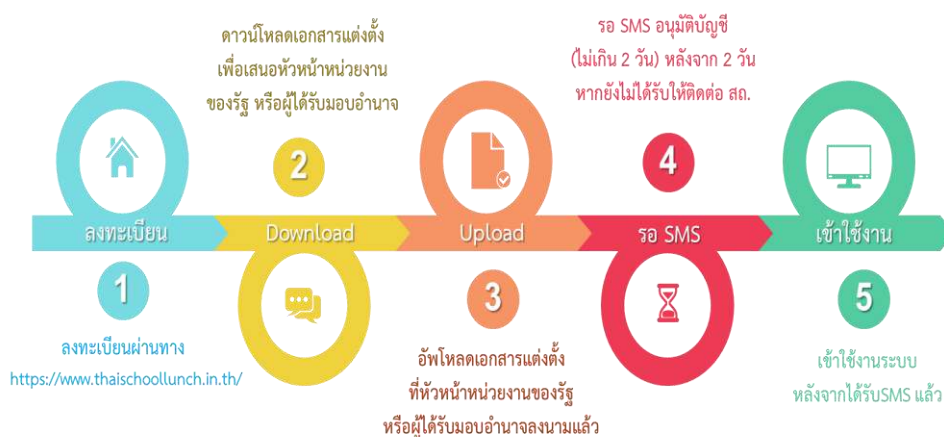 ดาวน์โหลดเอกสารแต่งตั้ง
เพื่อเสนอหัวหน้าหน่วยงาน
ของรัฐ หรือผู้ได้รับมอบอำนาจ
รอ SMS อนุมัติบัญชี
(ไม่เกิน 2 วัน) หลังจาก 2 วัน
หากยังไม่ได้รับให้ติดต่อ สถ.
2
4
ลงทะเบียน
Download
Upload
รอ SMS
เข้าใช้งาน
1
3
5
ลงทะเบียนผ่านทาง
https://www.thaischoollunch.in.th/
อัพโหลดเอกสารแต่งตั้ง
ที่หัวหน้าหน่วยงานของรัฐ
หรือผู้ได้รับมอบอำนาจลงนามแล้ว
เข้าใช้งานระบบ
หลังจากได้รับSMS แล้ว